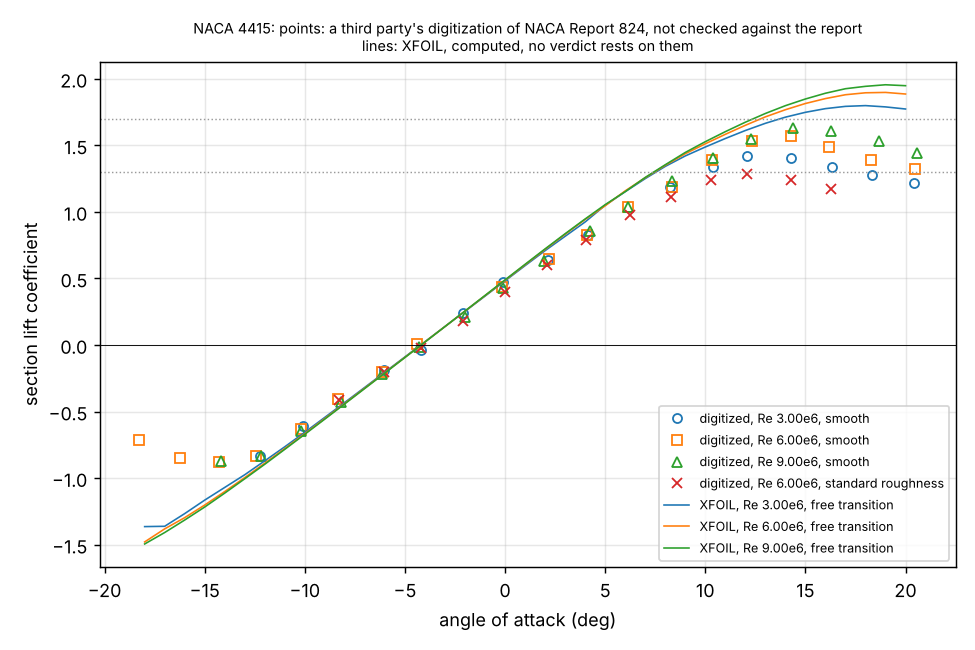 NACA 4415: points: a third party's digitization of NACA Report 824, not checked against the report
lines: XFOIL, computed, no verdict rests on them
2.0
1.5
1.0
0.5
0.0
−0.5
−1.0
−1.5
section lift coefficient
digitized, Re 3.00e6, smooth
digitized, Re 6.00e6, smooth
digitized, Re 9.00e6, smooth
digitized, Re 6.00e6, standard roughness
XFOIL, Re 3.00e6, free transition
XFOIL, Re 6.00e6, free transition
XFOIL, Re 9.00e6, free transition
−20 −15 −10 −5 0 5 10 15 20
angle of attack (deg)